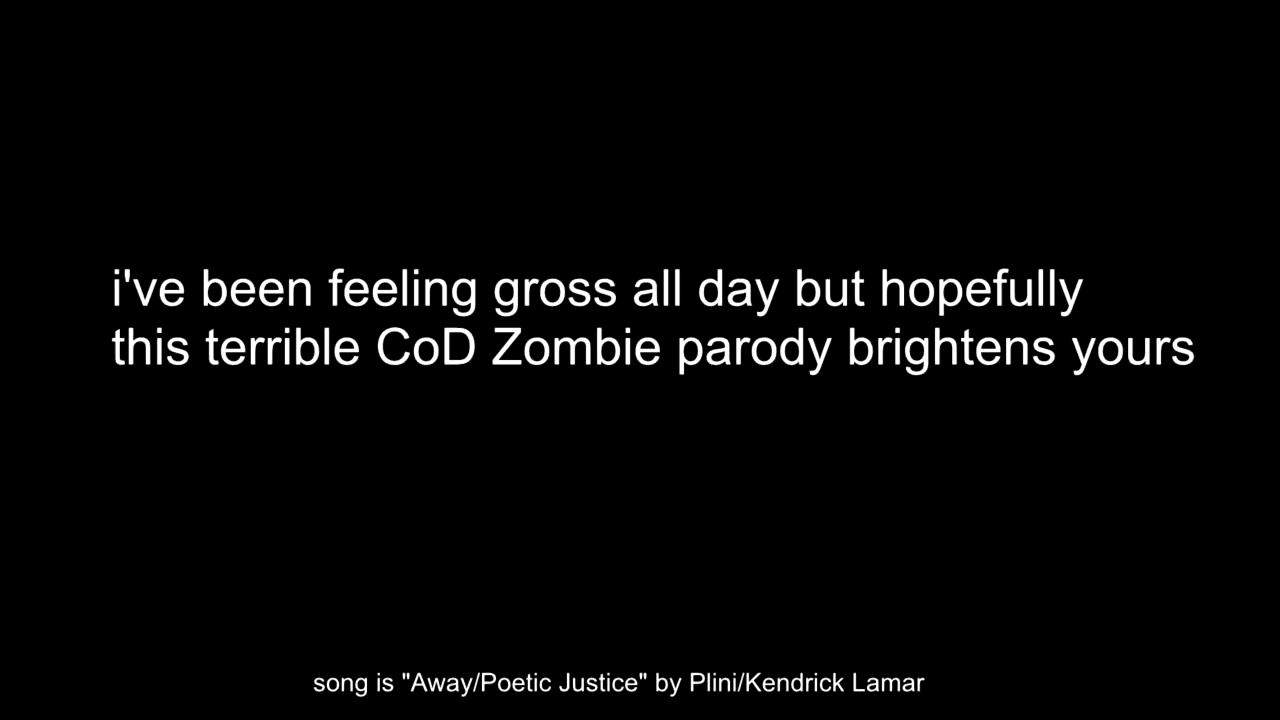 i've been feeling gross all day but hopefully
this terrible CoD Zombie parody brightens yours
song is "Away/Poetic Justice" by Plini/Kendrick Lamar